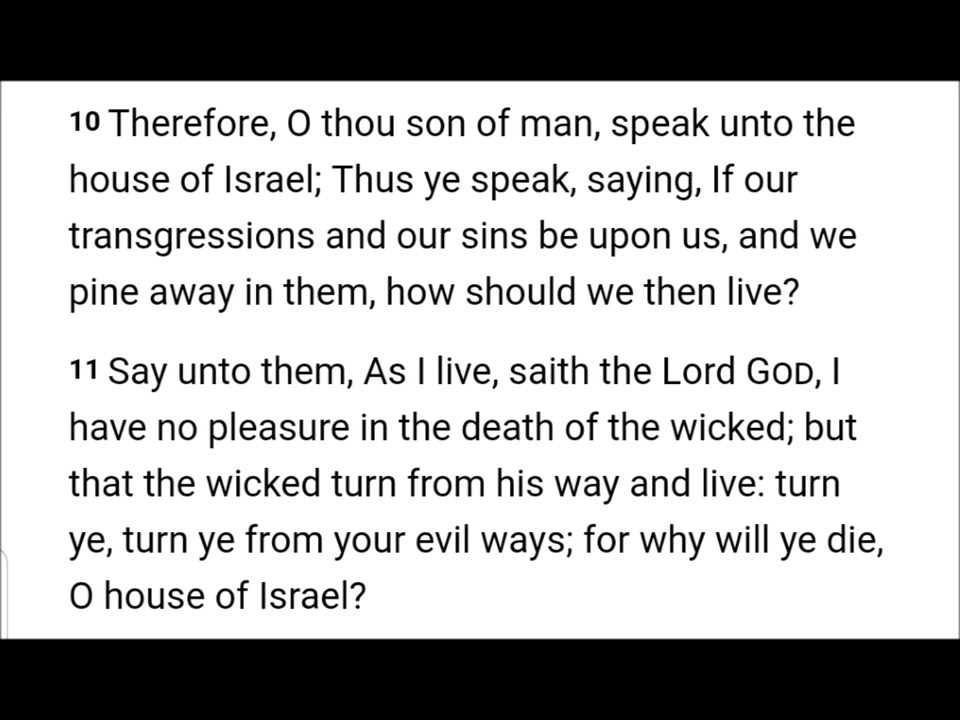 10 Therefore, O thou son of man, speak unto the
house of Israel; Thus ye speak, saying, If our
transgressions and our sins be upon us, and we
pine away in them, how should we then live?
11 Say unto them, As I live, saith the Lord GOD, I
have no pleasure in the death of the wicked; but
that the wicked turn from his way and live: turn
ye, turn ye from your evil ways; for why will ye die,
O house of Israel?